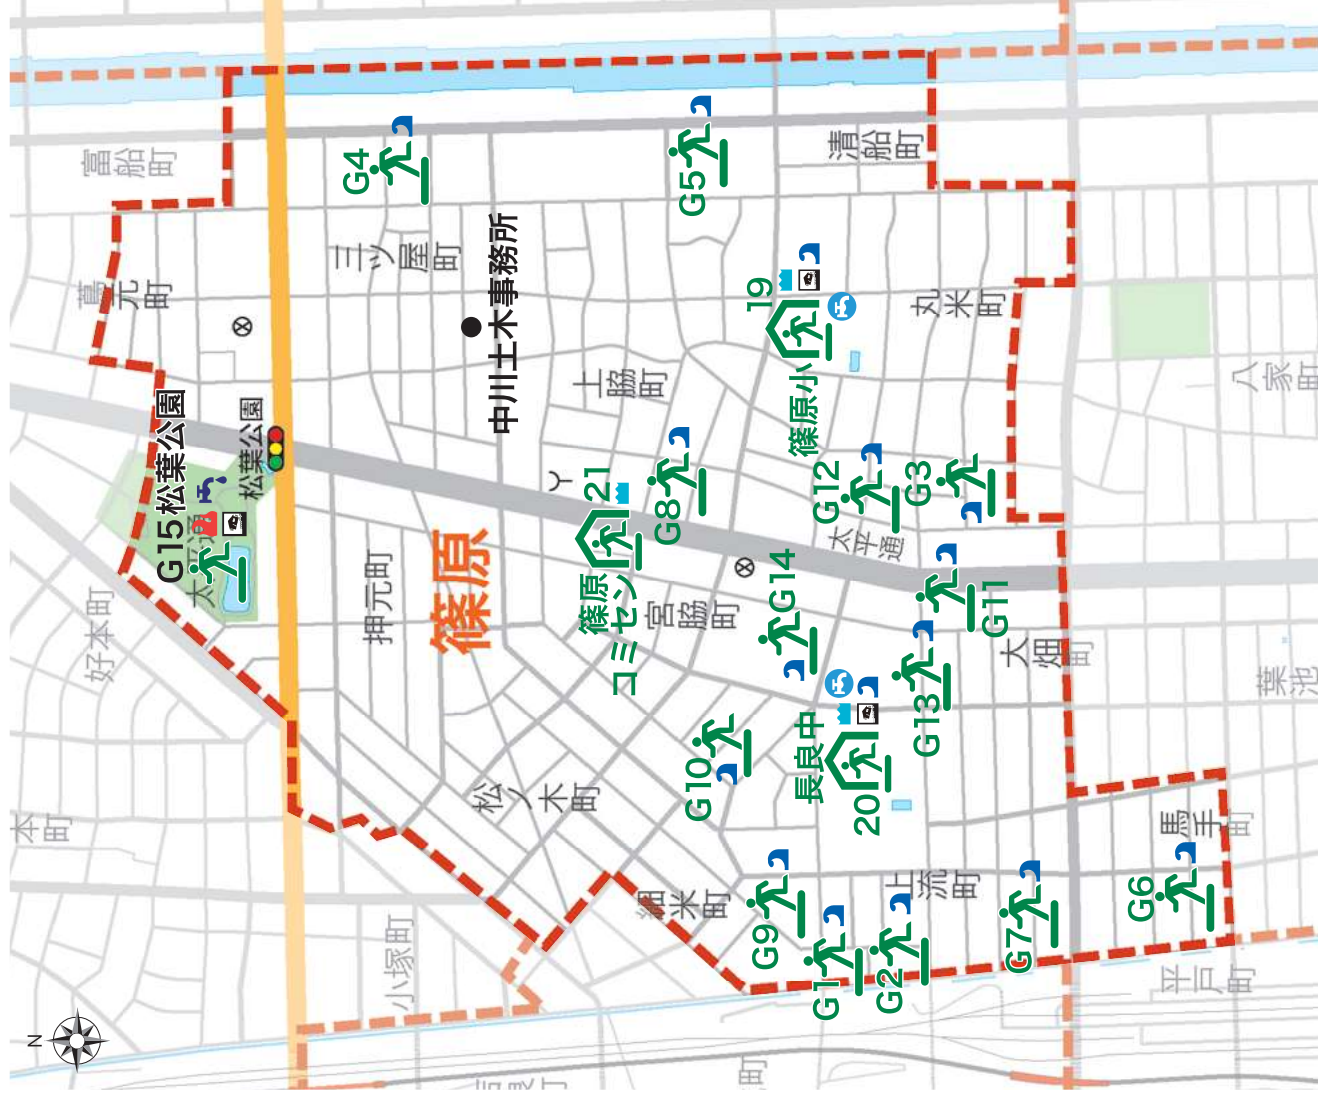 富船町
蔦元町
G4
三ツ屋町
中川土木事務所
G5
清船町
19
篠原小
丸米町
八家町
上脇町
G15 松葉公園
松葉公園
太平通
好本町
押元町
篠原
篠原コミセン
21
G8
宮脇町
G14
G12
太平通
G3
G11
大畑町
G13
葉池
長良中
20
G10
松ノ木町
本町
小塚町
細米町
G9
G1
G2
上流町
G7
G6
馬手町
平戸町
町
N